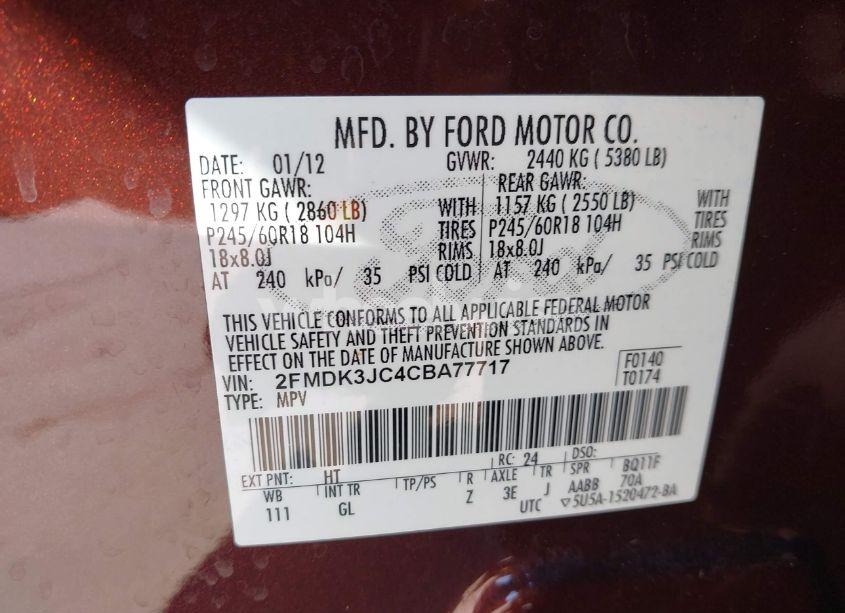 MFD. BY FORD MOTOR CO.
DATE: 01/12 GVWR: 2440 KG ( 5380 LB)
FRONT GAWR: REAR GAWR:
1297 KG ( 2860 LB) WITH 1157 KG ( 2550 LB) WITH
P245/60R18 104H TIRES P245/60R18 104H TIRES
18x8.0J RIMS 18x8.0J RIMS
AT 240 kPa/ 35 PSI COLD AT 240 kPa/ 35 PSI COLD
THIS VEHICLE CONFORMS TO ALL APPLICABLE FEDERAL MOTOR
VEHICLE SAFETY AND THEFT PREVENTION STANDARDS IN
EFFECT ON THE DATE OF MANUFACTURE SHOWN ABOVE.
VIN: 2FMDK3JC4CBA77717 F0140
TYPE: MPV T0174
EXT PNT: HT RC: 24 DSO: BQ11F
WB INT TR TP/PS R AXLE TR SPR 70A
111 GL Z 3E J AABB
UTC ▽5U5A-1520472-BA